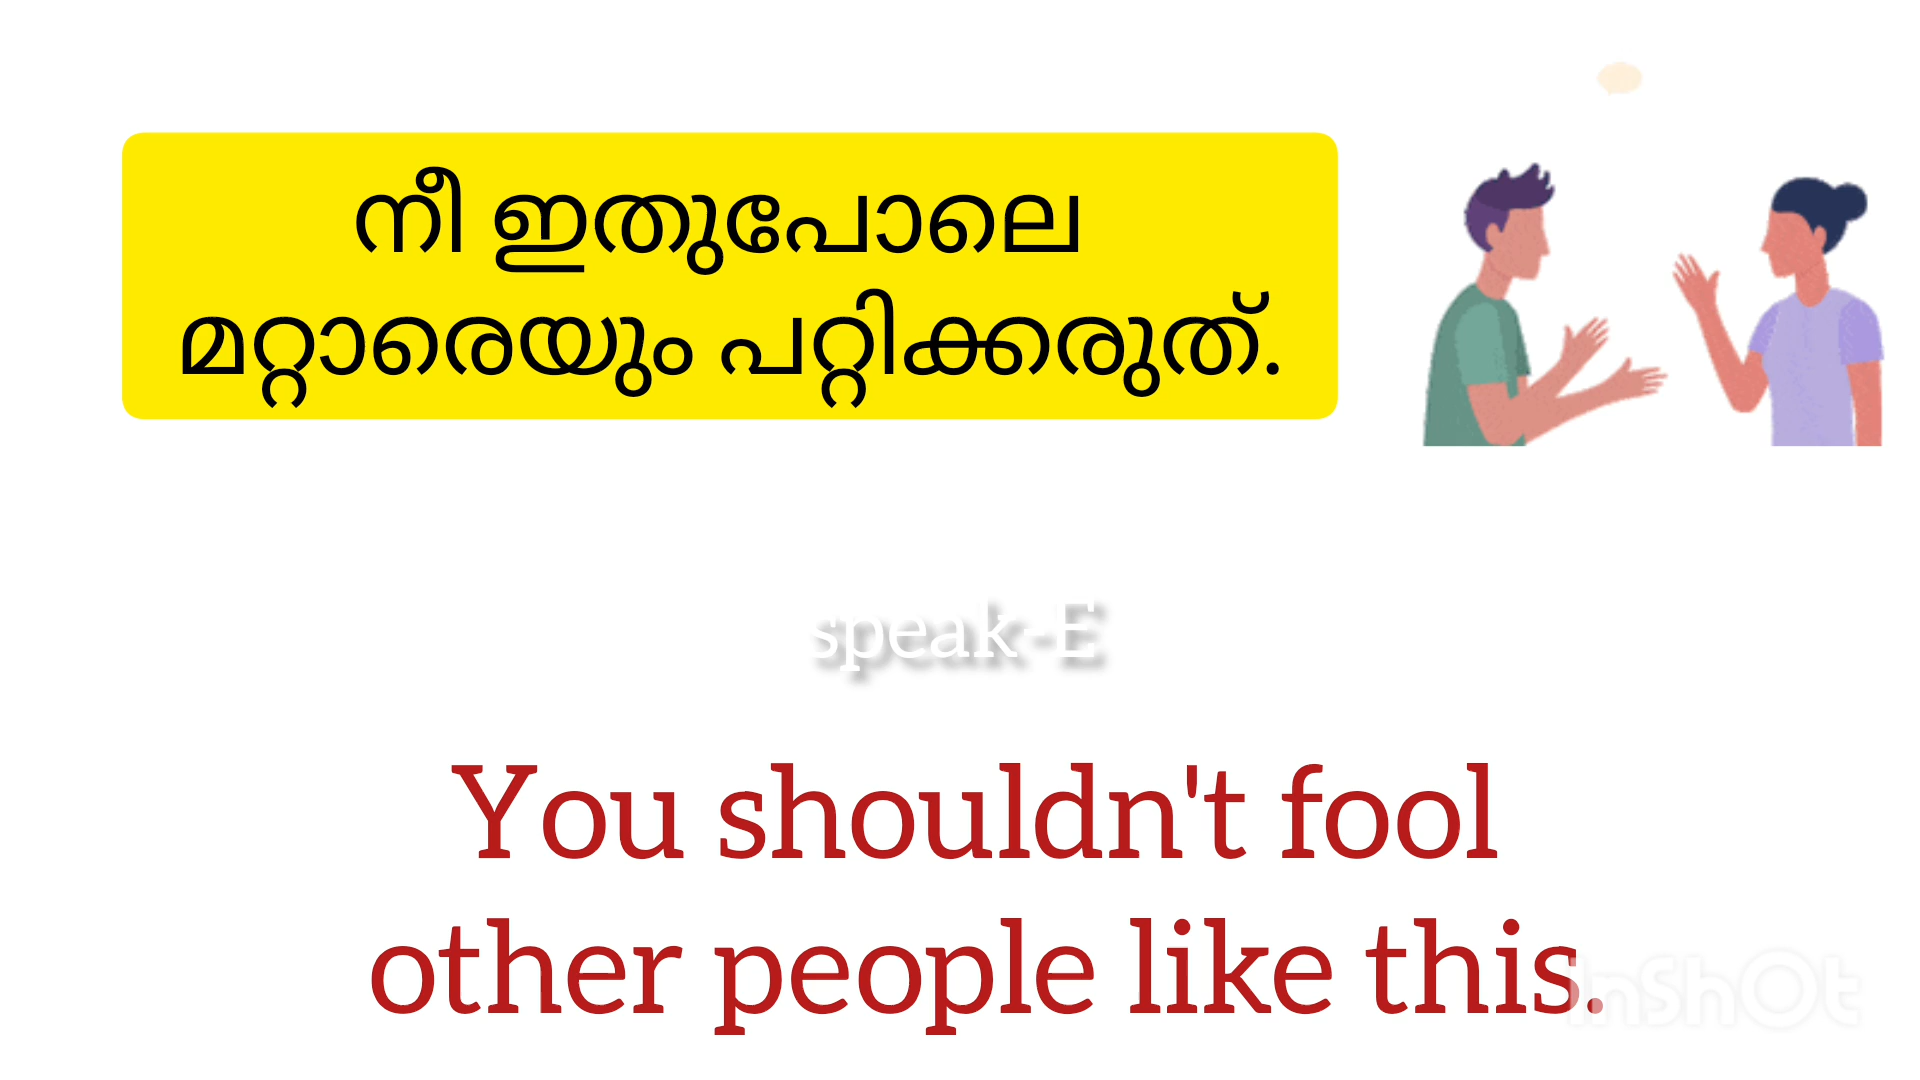 നീ ഇതുപോലെ
മറ്റാരെയും പറ്റിക്കരുത്.
speak-E
You shouldn't fool
other people like this.
InShOt